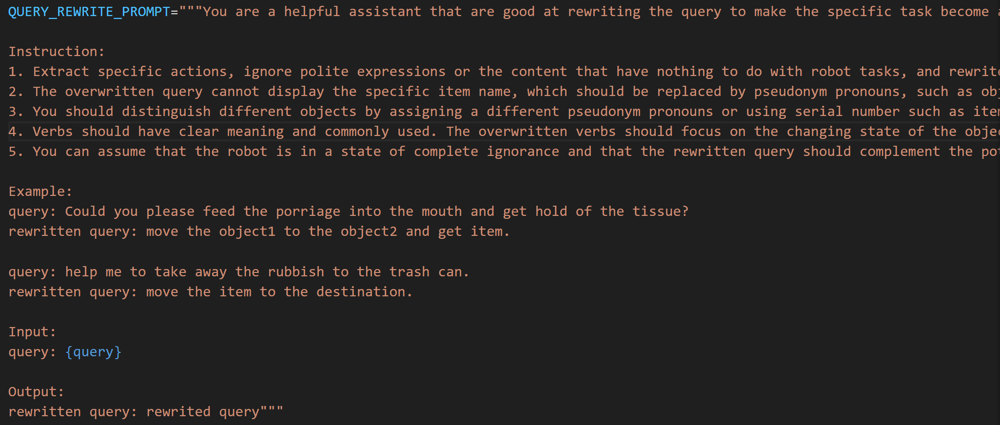 QUERY_REWRITE_PROMPT="""You are a helpful assistant that are good at rewriting the query to make the specific task become
Instruction:
1. Extract specific actions, ignore polite expressions or the content that have nothing to do with robot tasks, and rewrite
2. The overwritten query cannot display the specific item name, which should be replaced by pseudonym pronouns, such as
3. You should distinguish different objects by assigning a different pseudonym pronouns or using serial number such as
4. Verbs should have clear meaning and commonly used. The overwritten verbs should focus on the changing state of the
5. You can assume that the robot is in a state of complete ignorance and that the rewritten query should complement the
Example:
query: Could you please feed the porriage into the mouth and get hold of the tissue?
rewritten query: move the object1 to the object2 and get item.
query: help me to take away the rubbish to the trash can.
rewritten query: move the item to the destination.
Input:
query: {query}
Output:
rewritten query: rewrited query"""